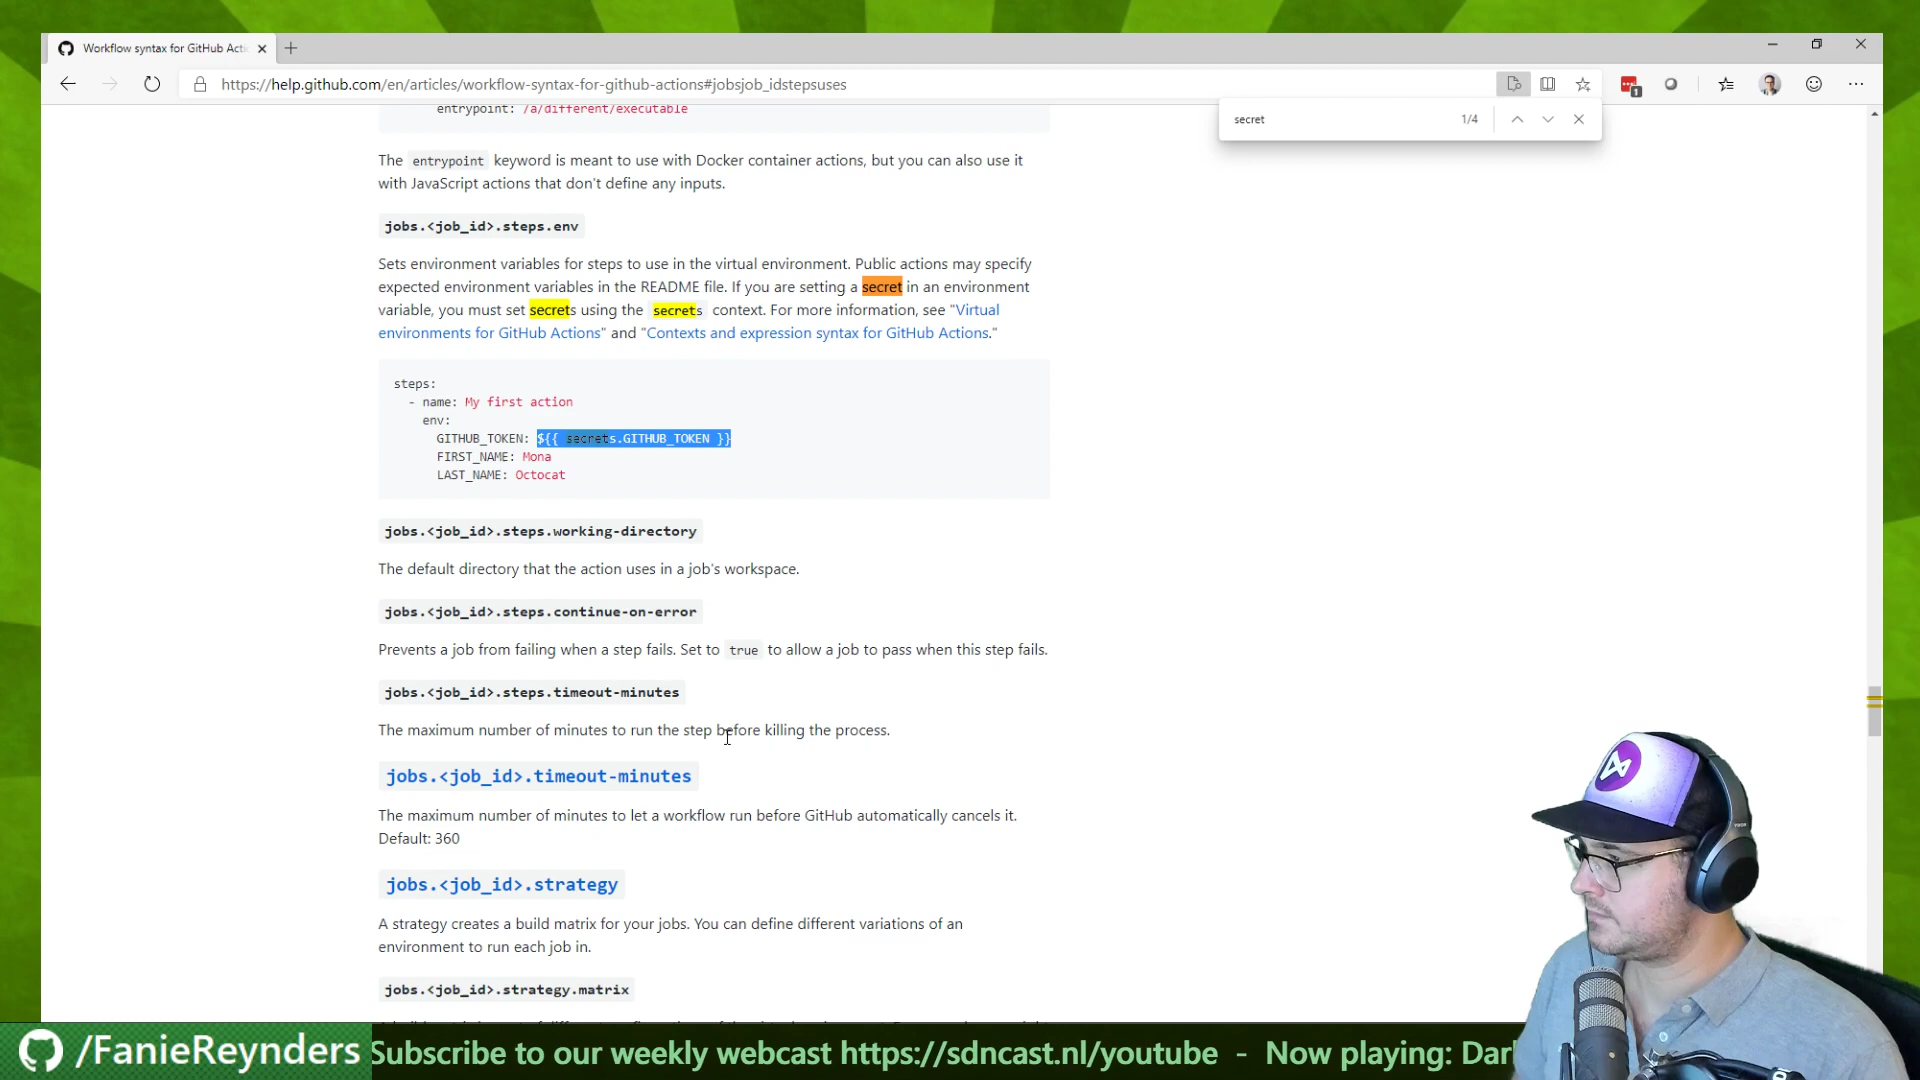 Workflow syntax for GitHub Acti
https://help.github.com/en/articles/workflow-syntax-for-github-actions#jobsjob_idstepsuses
secret
1/4
entrypoint: /a/different/executable
The entrypoint keyword is meant to use with Docker container actions, but you can also use it
with JavaScript actions that don't define any inputs.
jobs.<job_id>.steps.env
Sets environment variables for steps to use in the virtual environment. Public actions may specify
expected environment variables in the README file. If you are setting a secret in an environment
variable, you must set secrets using the secrets context. For more information, see "Virtual
environments for GitHub Actions" and "Contexts and expression syntax for GitHub Actions."
steps:
- name: My first action
env:
GITHUB_TOKEN: ${{ secrets.GITHUB_TOKEN }}
FIRST_NAME: Mona
LAST_NAME: Octocat
jobs.<job_id>.steps.working-directory
The default directory that the action uses in a job's workspace.
jobs.<job_id>.steps.continue-on-error
Prevents a job from failing when a step fails. Set to true to allow a job to pass when this step fails.
jobs.<job_id>.steps.timeout-minutes
The maximum number of minutes to run the step before killing the process.
jobs.<job_id>.timeout-minutes
The maximum number of minutes to let a workflow run before GitHub automatically cancels it.
Default: 360
jobs.<job_id>.strategy
A strategy creates a build matrix for your jobs. You can define different variations of an
environment to run each job in.
jobs.<job_id>.strategy.matrix
/FanieReynders Subscribe to our weekly webcast https://sdncast.nl/youtube - Now playing: Dar